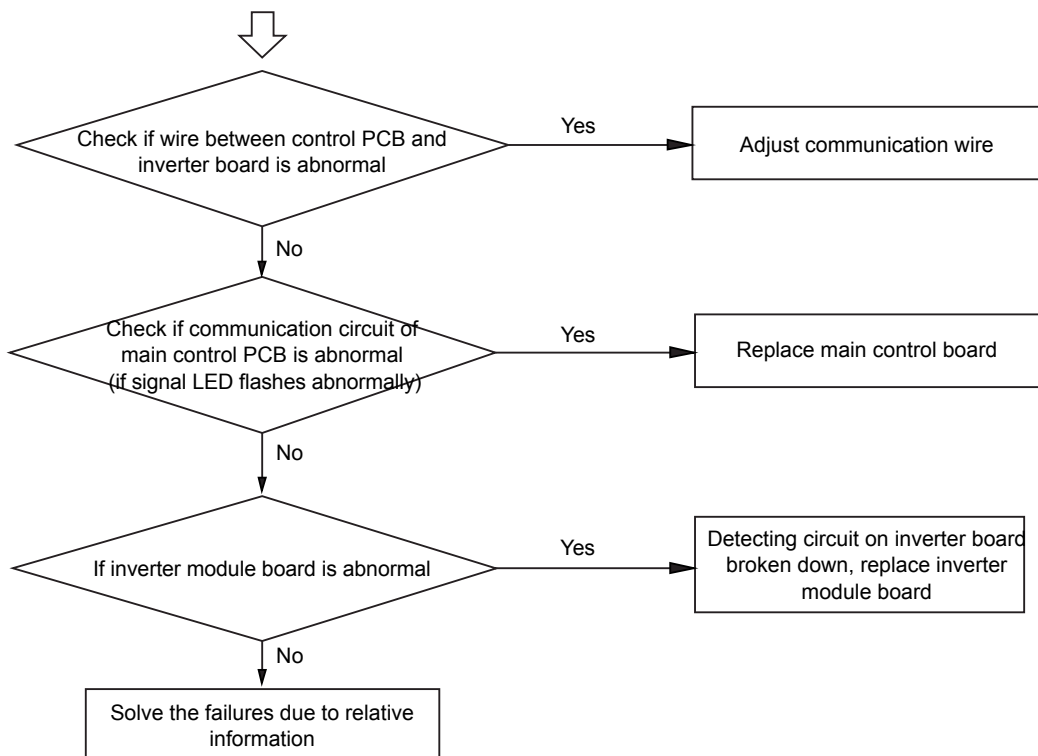 Check if wire between control PCB and
inverter board is abnormal
Yes
Adjust communication wire
No
Check if communication circuit of
main control PCB is abnormal
(if signal LED flashes abnormally)
Yes
Replace main control board
No
If inverter module board is abnormal
Yes
Detecting circuit on inverter board
broken down, replace inverter
module board
No
Solve the failures due to relative
information